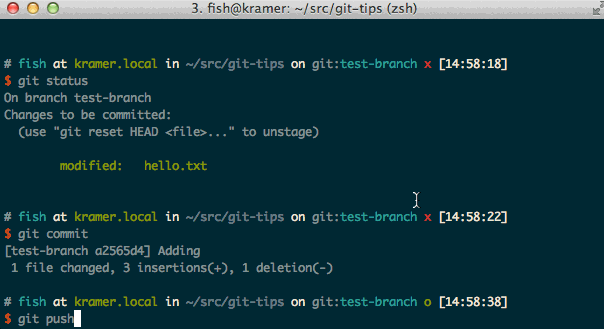 3. fish@kramer: ~/src/git-tips (zsh)
# fish at kramer.local in ~/src/git-tips on git:test-branch x [14:58:18]
$ git status
On branch test-branch
Changes to be committed:
  (use "git reset HEAD <file>..." to unstage)
        modified:   hello.txt
# fish at kramer.local in ~/src/git-tips on git:test-branch x [14:58:22]
$ git commit
[test-branch a2565d4] Adding
 1 file changed, 3 insertions(+), 1 deletion(-)
# fish at kramer.local in ~/src/git-tips on git:test-branch o [14:58:38]
$ git push